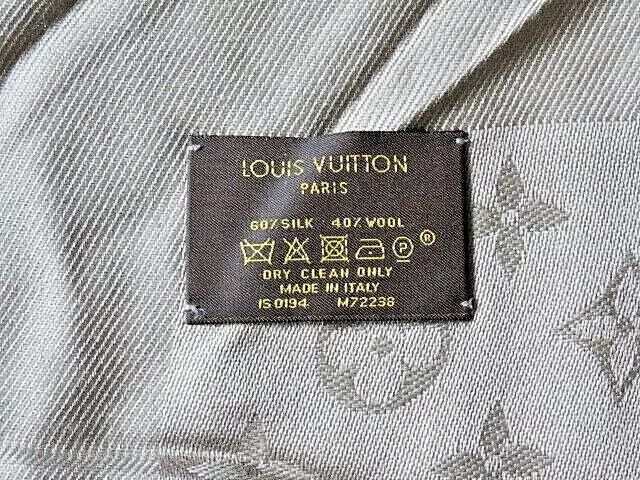 LOUIS VUITTON
PARIS
60% SILK 40% WOOL
P ®
DRY CLEAN ONLY
MADE IN ITALY
IS 0194 M72238